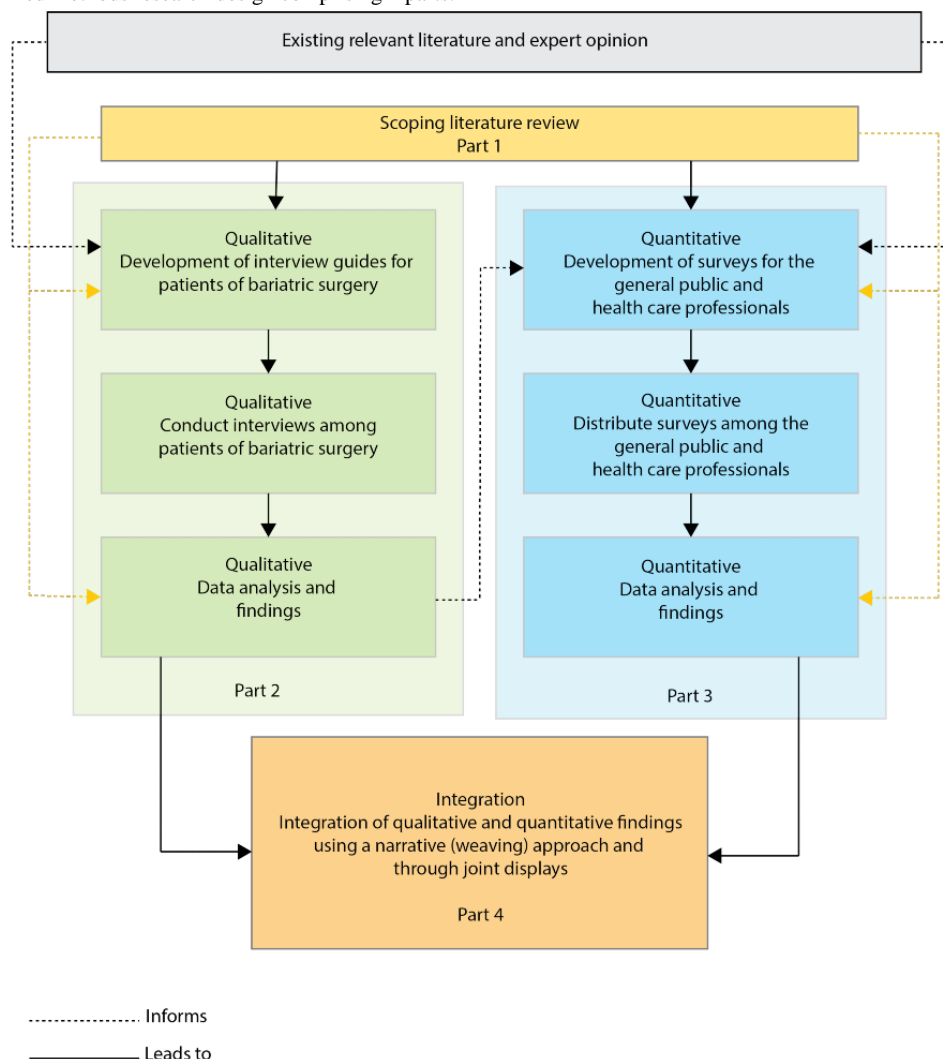 Existing relevant literature and expert opinion
Scoping literature review
Part 1
Qualitative
Development of interview guides for
patients of bariatric surgery
Quantitative
Development of surveys for the
general public and
health care professionals
Qualitative
Conduct interviews among
patients of bariatric surgery
Quantitative
Distribute surveys among the
general public and
health care professionals
Qualitative
Data analysis and
findings
Quantitative
Data analysis and
findings
Part 2
Part 3
Integration
Integration of qualitative and quantitative findings
using a narrative (weaving) approach and
through joint displays
Part 4
Informs
Leads to